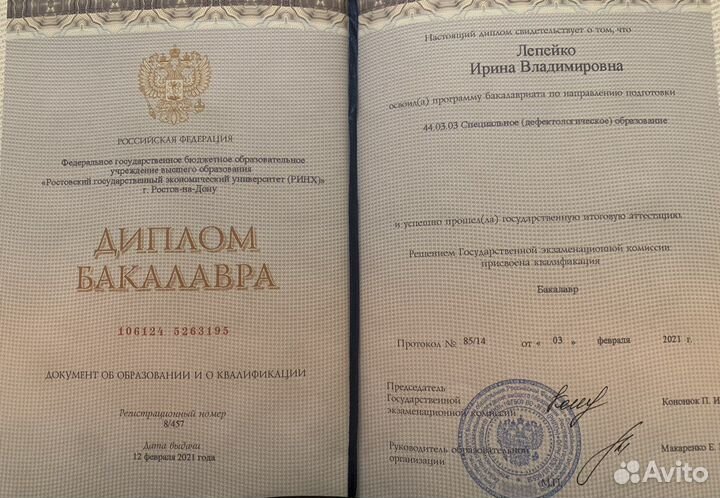 РОССИЙСКАЯ ФЕДЕРАЦИЯ
Федеральное государственное бюджетное образовательное
учреждение высшего образования
«Ростовский государственный экономический университет (РИНХ)»
г. Ростов-на-Дону
ДИПЛОМ
БАКАЛАВРА
106124 5263195
ДОКУМЕНТ ОБ ОБРАЗОВАНИИ И О КВАЛИФИКАЦИИ
Регистрационный номер
8/457
Дата выдачи
12 февраля 2021 года
Настоящий диплом свидетельствует о том, что
Лепейко
Ирина Владимировна
освоил(а) программу бакалавриата по направлению подготовки
44.03.03 Специальное (дефектологическое) образование
и успешно прошел(ла) государственную итоговую аттестацию
Решением Государственной экзаменационной комиссии
присвоена квалификация
Бакалавр
Протокол № 85/14 от « 03 » февраля 2021 г.
Председатель
Государственной
экзаменационной комиссии
Кононюк П. И
Руководитель образовательной
организации
Макаренко Е.
М.П.
Avito